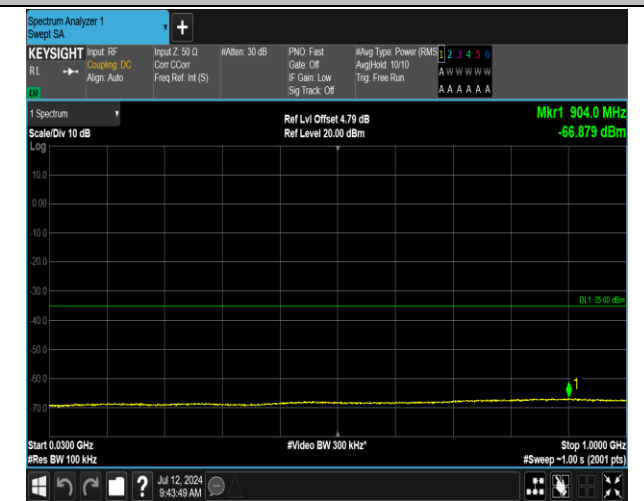 Spectrum Analyzer 1
Swept SA
+
KEYSIGHT Input: RF Input Z: 50 Ω #Atten: 30 dB PNO: Fast #Avg Type: Power (RMS 1 2 3 4 5 6
RL Coupling: DC Corr CCorr Gate: Off Avg|Hold: 10/10 A W W W W W
Align: Auto Freq Ref: Int (S) IF Gain: Low Trig: Free Run
Sig Track: Off A A A A A A
1 Spectrum Ref Lvl Offset 4.79 dB Mkr1 904.0 MHz
Scale/Div 10 dB Ref Level 20.00 dBm -66.879 dBm
Log
10.0
0.00
-10.0
-20.0
-30.0
DL1 -35.00 dBm
-40.0
-50.0
-60.0
1
-70.0
Start 0.0300 GHz #Video BW 300 kHz* Stop 1.0000 GHz
#Res BW 100 kHz #Sweep ~1.00 s (2001 pts)
? Jul 12, 2024
9:43:49 AM